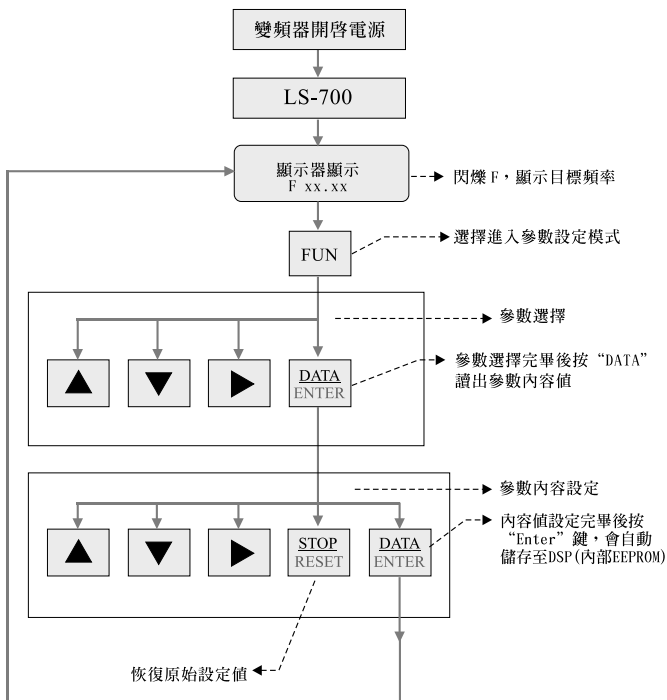 變頻器開啓電源
LS-700
顯示器顯示
F xx.xx
閃爍 F，顯示目標頻率
FUN
選擇進入參數設定模式
參數選擇
▲
▼
▶
DATA
ENTER
參數選擇完畢後按“DATA”
讀出參數內容值
參數內容設定
▲
▼
▶
STOP
RESET
DATA
ENTER
內容值設定完畢後按
“Enter”鍵，會自動
儲存至DSP(內部EEPROM)
恢復原始設定值